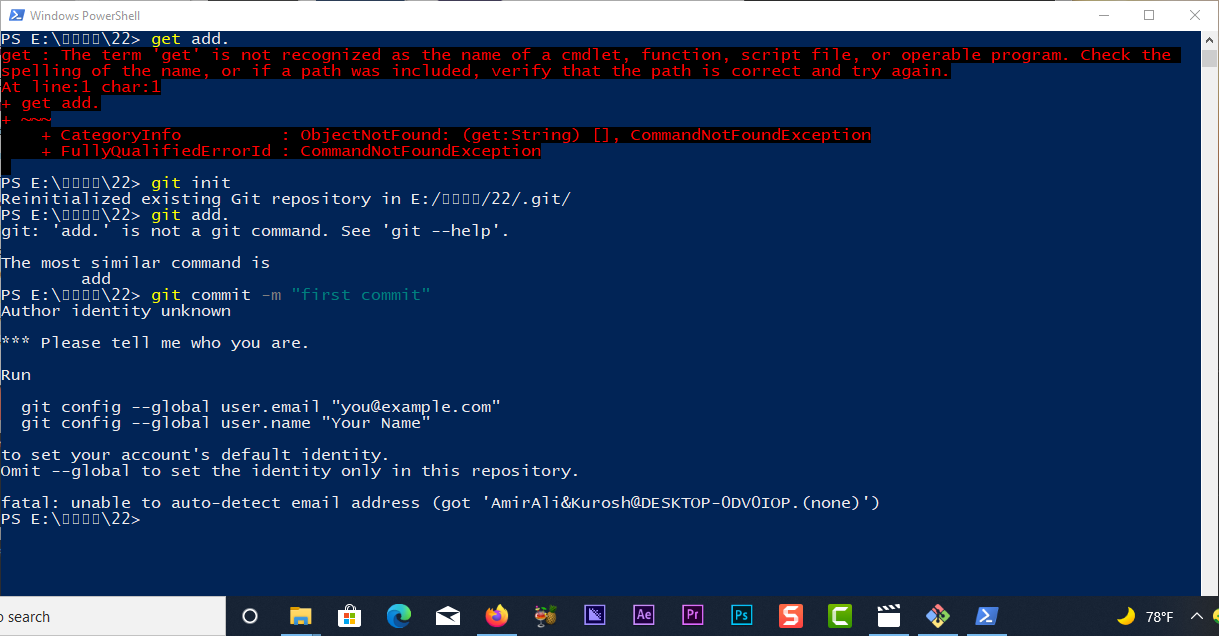 Windows PowerShell
PS E:\▯▯▯▯\22> get add.
get : The term 'get' is not recognized as the name of a cmdlet, function, script file, or operable program. Check the
spelling of the name, or if a path was included, verify that the path is correct and try again.
At line:1 char:1
+ get add.
+ ~~~
    + CategoryInfo          : ObjectNotFound: (get:String) [], CommandNotFoundException
    + FullyQualifiedErrorId : CommandNotFoundException
PS E:\▯▯▯▯\22> git init
Reinitialized existing Git repository in E:/▯▯▯▯/22/.git/
PS E:\▯▯▯▯\22> git add.
git: 'add.' is not a git command. See 'git --help'.
The most similar command is
        add
PS E:\▯▯▯▯\22> git commit -m "first commit"
Author identity unknown
*** Please tell me who you are.
Run
  git config --global user.email "you@example.com"
  git config --global user.name "Your Name"
to set your account's default identity.
Omit --global to set the identity only in this repository.
fatal: unable to auto-detect email address (got 'AmirAli&Kurosh@DESKTOP-0DV0IOP.(none)')
PS E:\▯▯▯▯\22>
search
Ae
Pr
Ps
S
C
78°F